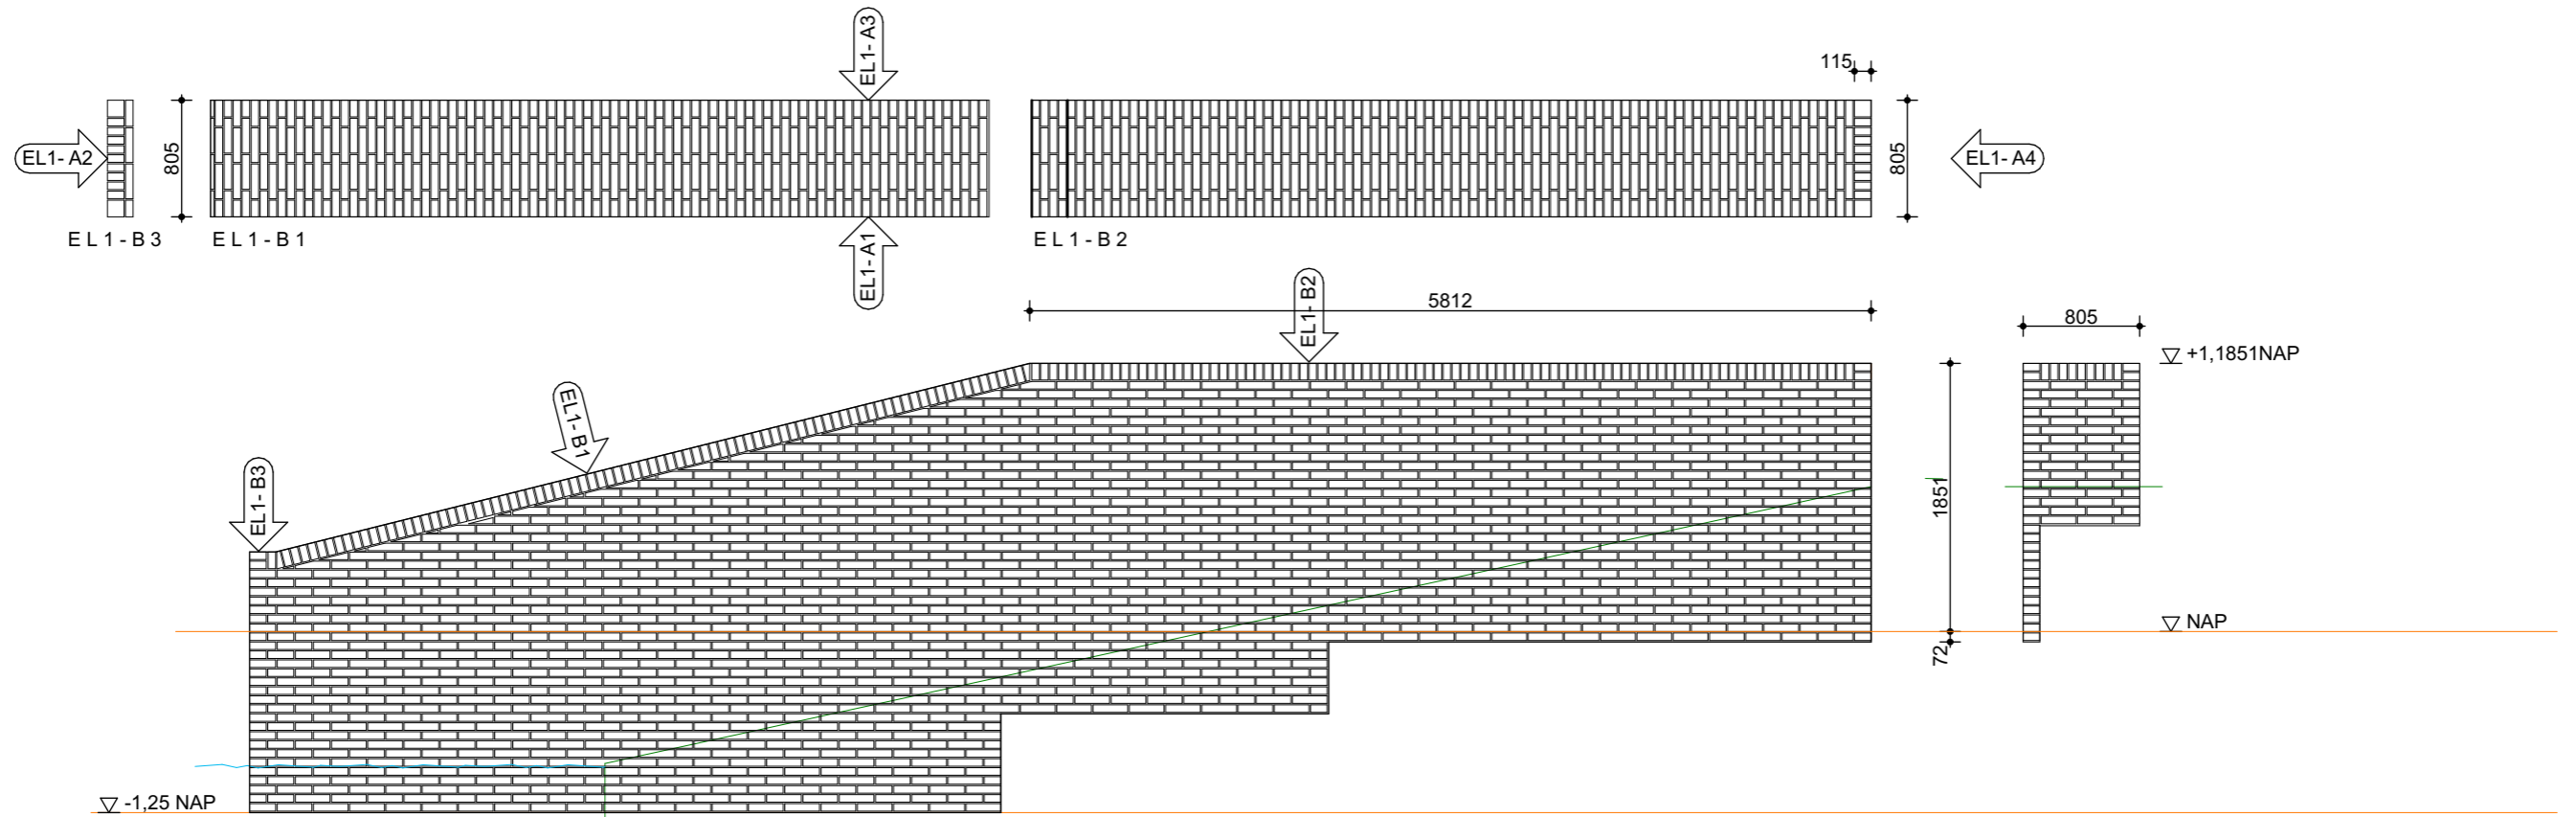 EL1- A3
115
EL1- A2
805
805
EL1- A4
E L 1 - B 3
E L 1 - B 1
EL1- A1
E L 1 - B 2
EL1- B2
5812
805
+1,1851NAP
EL1- B1
EL1- B3
1851
NAP
72
-1,25 NAP